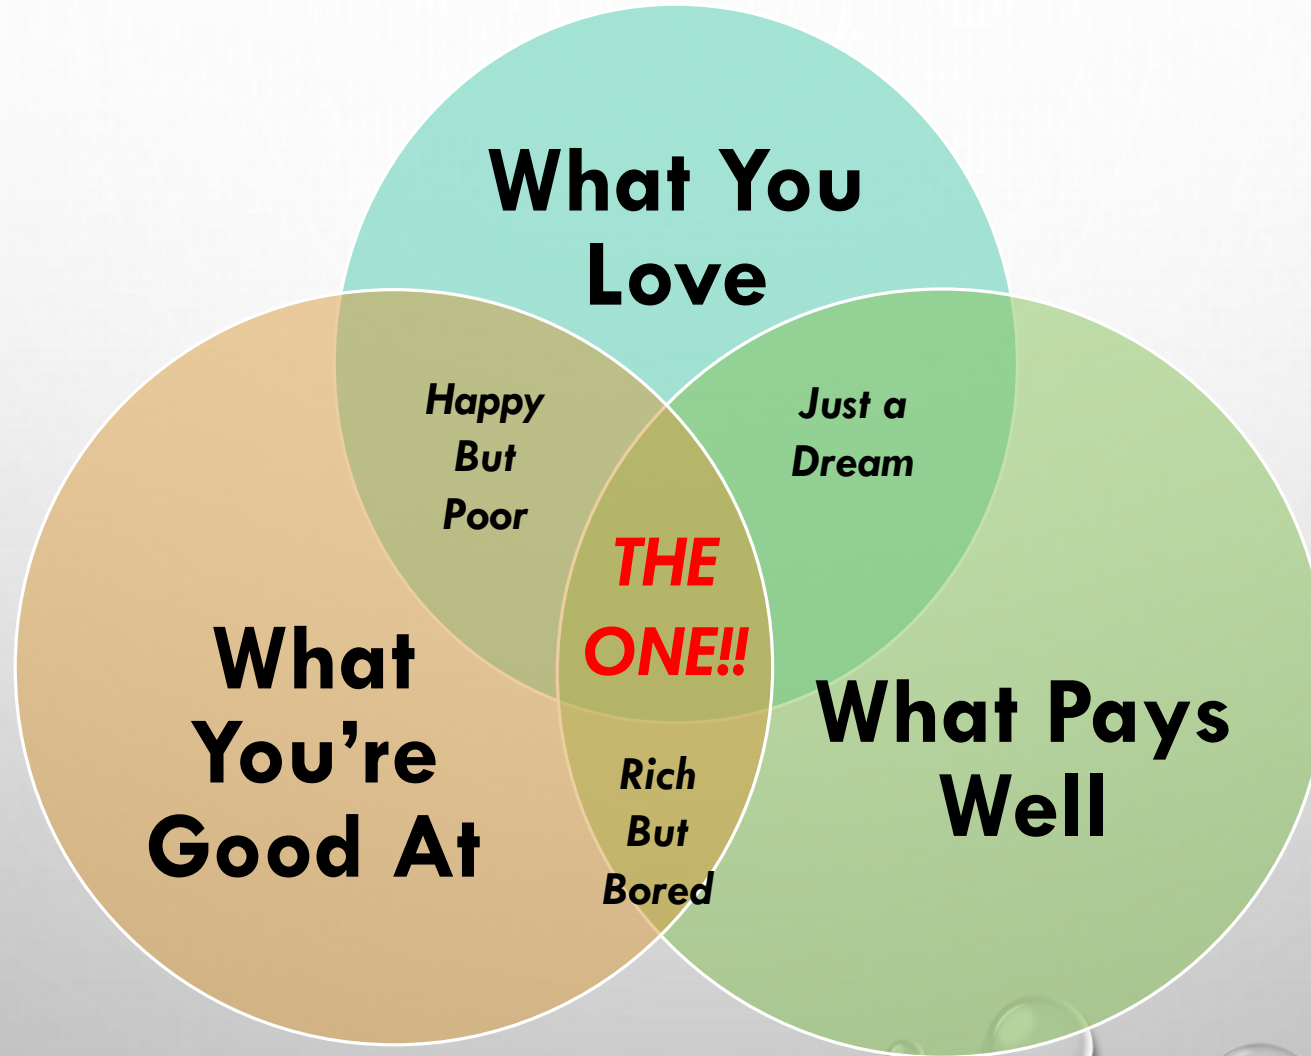 What You
Love
Happy
But
Poor
Just a
Dream
THE
ONE!!
What
You’re
Good At
What Pays
Well
Rich
But
Bored